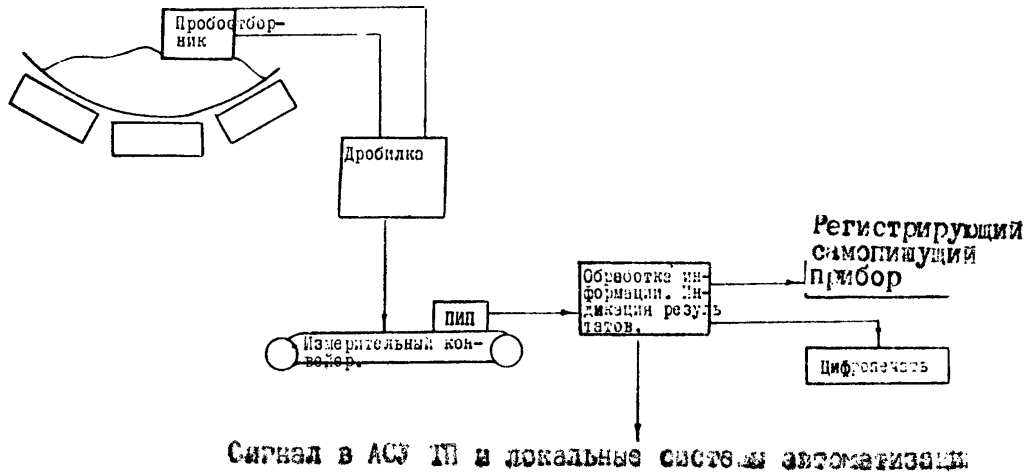 Пробоотбор-
ник
Дробилка
Регистрирующий
самопишущий
прибор
Обработка ин-
формации. Ин-
дикация резуль
татов.
ПИП
Измерительный кон-
вейер.
Цифропечать
Сигнал в АСУ ТП и локальные системы автоматизации